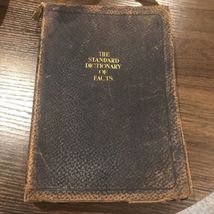 THE
STANDARD
DICTIONARY
OF
FACTS